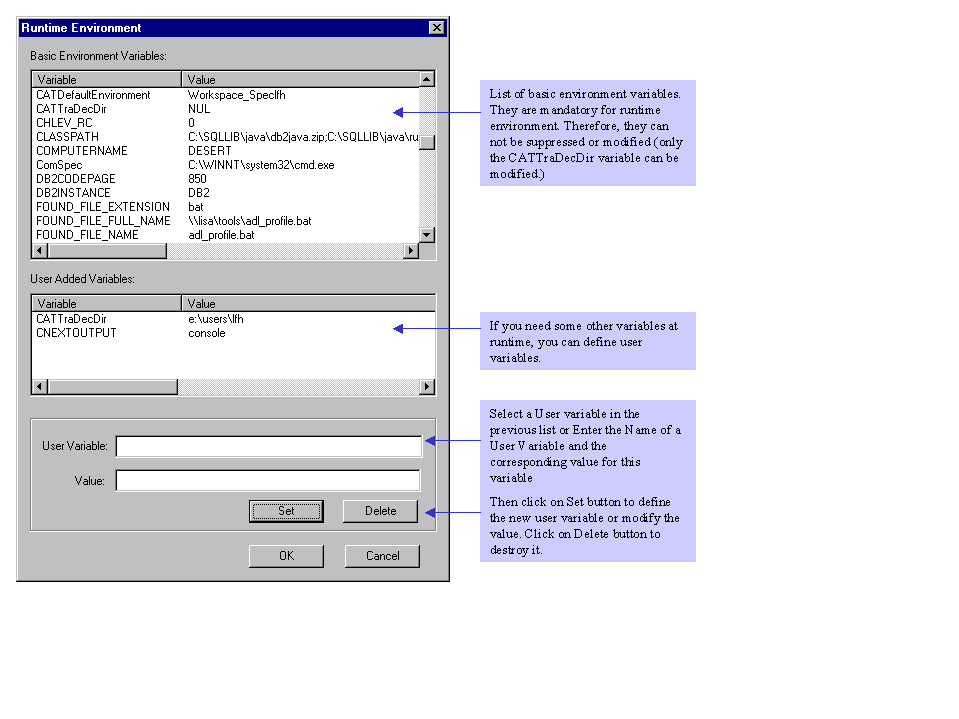 Runtime Environment
Basic Environment Variables:
Variable Value
CATDefaultEnvironment Workspace_Speclfh
CATTraDecDir NUL
CHLEV_RC 0
CLASSPATH C:\SQLLIB\java\db2java.zip;C:\SQLLIB\java\ru
COMPUTERNAME DESERT
ComSpec C:\WINNT\system32\cmd.exe
DB2CODEPAGE 850
DB2INSTANCE DB2
FOUND_FILE_EXTENSION bat
FOUND_FILE_FULL_NAME \\lisa\tools\adl_profile.bat
FOUND_FILE_NAME adl_profile.bat
List of basic environment variables.
They are mandatory for runtime
environment. Therefore, they can
not be suppressed or modified (only
the CATTraDecDir variable can be
modified.)
User Added Variables:
Variable Value
CATTraDecDir e:\users\lfh
CNEXTOUTPUT console
If you need some other variables at
runtime, you can define user
variables.
User Variable:
Value:
Set Delete
OK Cancel
Select a User variable in the
previous list or Enter the Name of a
User Variable and the
corresponding value for this
variable
Then click on Set button to define
the new user variable or modify the
value. Click on Delete button to
destroy it.